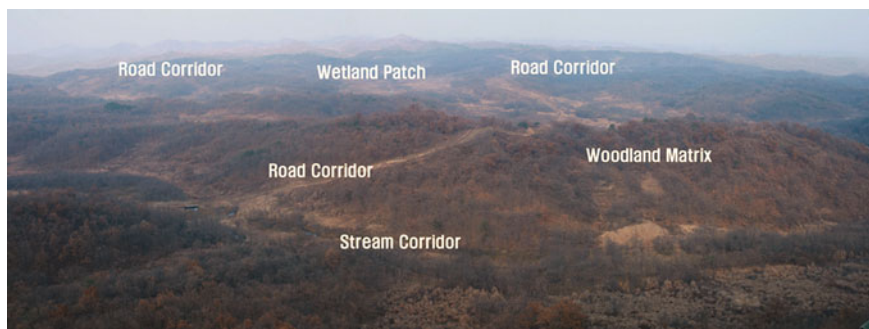 Road Corridor
Wetland Patch
Road Corridor
Road Corridor
Woodland Matrix
Stream Corridor